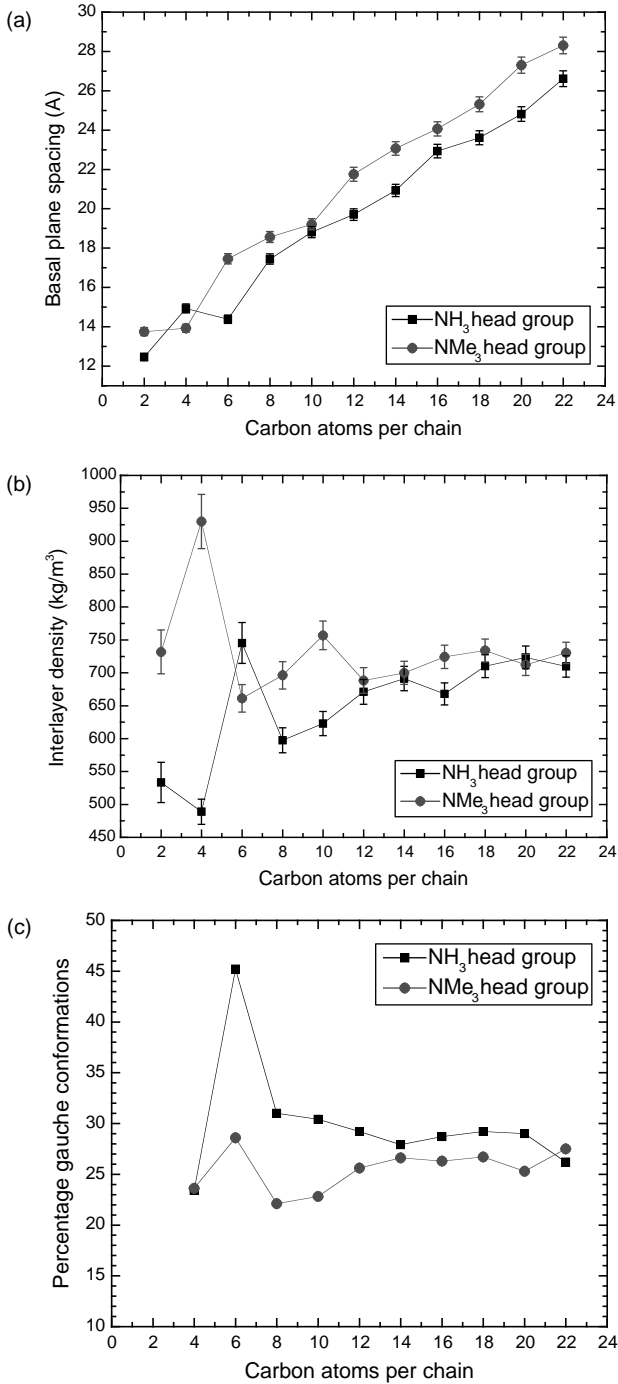 (a)
30
28
26
24
22
20
18
16
14
12
Basal plane spacing (A)
NH3 head group
NMe3 head group
0 2 4 6 8 10 12 14 16 18 20 22 24
Carbon atoms per chain
(b)
1000
950
900
850
800
750
700
650
600
550
500
450
Interlayer density (kg/m³)
NH3 head group
NMe3 head group
0 2 4 6 8 10 12 14 16 18 20 22 24
Carbon atoms per chain
(c)
50
45
40
35
30
25
20
15
10
Percentage gauche conformations
NH3 head group
NMe3 head group
0 2 4 6 8 10 12 14 16 18 20 22 24
Carbon atoms per chain